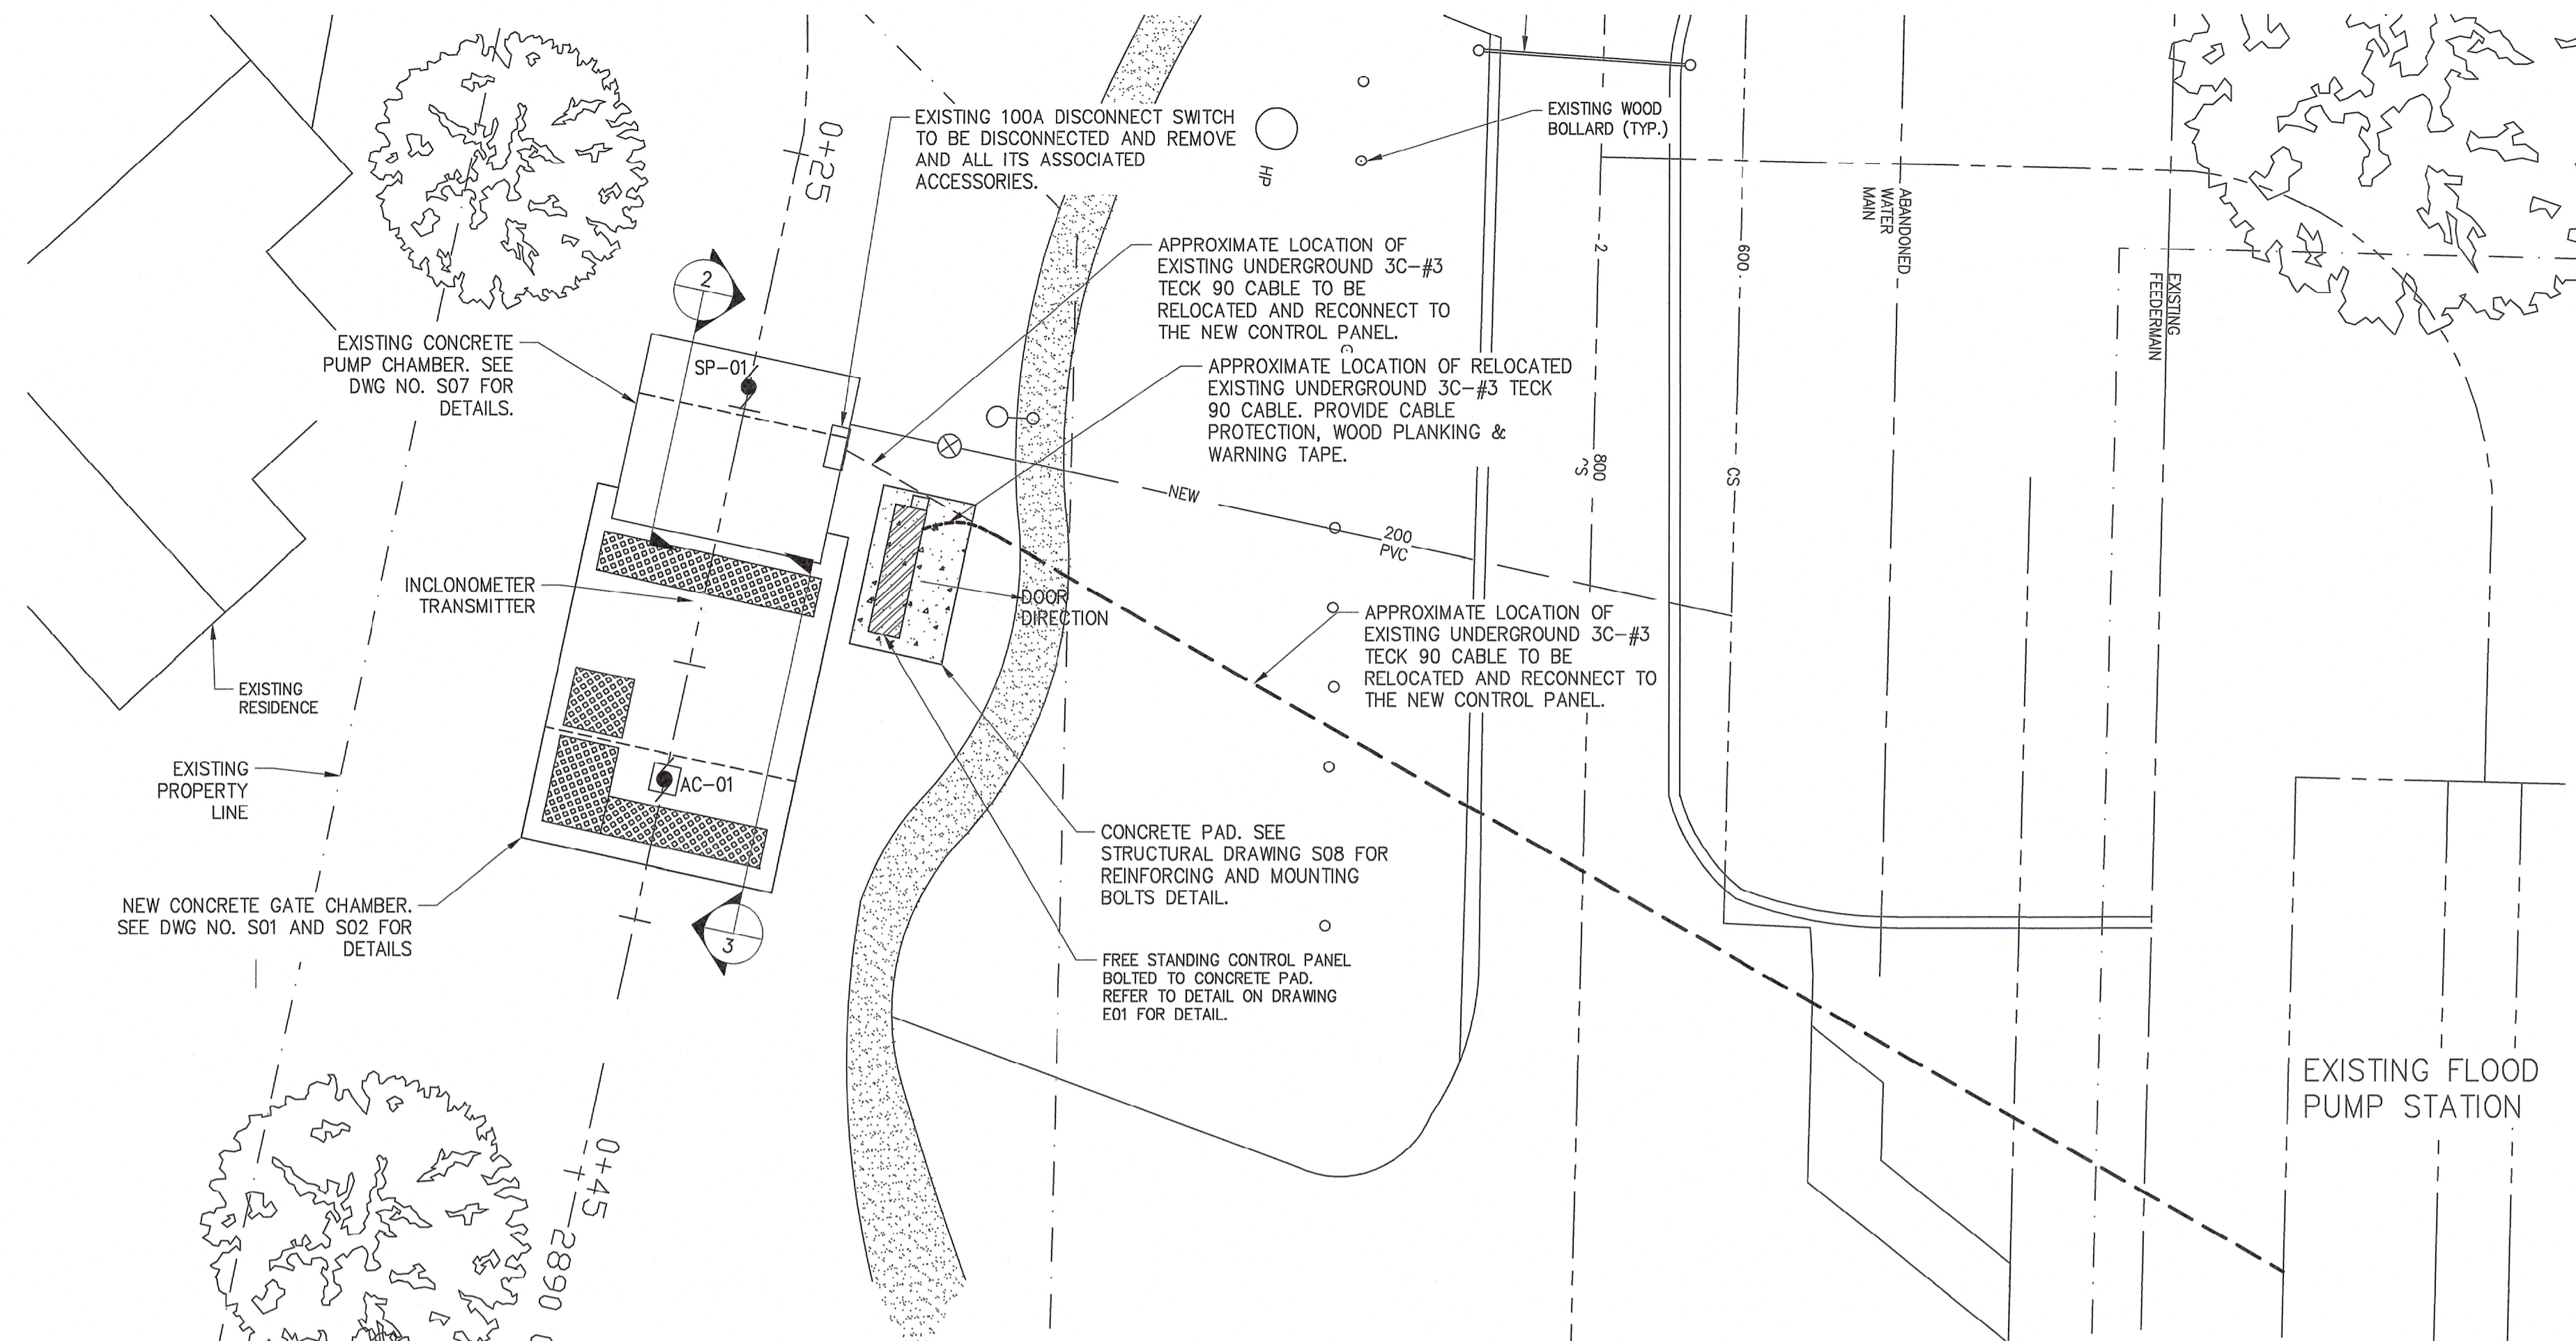 0+25
EXISTING 100A DISCONNECT SWITCH
TO BE DISCONNECTED AND REMOVE
AND ALL ITS ASSOCIATED
ACCESSORIES.
HP
EXISTING WOOD
BOLLARD (TYP.)
ABANDONED
WATER
MAIN
2
600
EXISTING
FEEDERMAIN
APPROXIMATE LOCATION OF
EXISTING UNDERGROUND 3C-#3
TECK 90 CABLE TO BE
RELOCATED AND RECONNECT TO
THE NEW CONTROL PANEL.
2
EXISTING CONCRETE
PUMP CHAMBER. SEE
DWG NO. S07 FOR
DETAILS.
SP-01
APPROXIMATE LOCATION OF RELOCATED
EXISTING UNDERGROUND 3C-#3 TECK
90 CABLE. PROVIDE CABLE
PROTECTION, WOOD PLANKING &
WARNING TAPE.
800
CS
CS
NEW
200
PVC
INCLONOMETER
TRANSMITTER
DOOR
DIRECTION
APPROXIMATE LOCATION OF
EXISTING UNDERGROUND 3C-#3
TECK 90 CABLE TO BE
RELOCATED AND RECONNECT TO
THE NEW CONTROL PANEL.
EXISTING
RESIDENCE
EXISTING
PROPERTY
LINE
AC-01
CONCRETE PAD. SEE
STRUCTURAL DRAWING S08 FOR
REINFORCING AND MOUNTING
BOLTS DETAIL.
NEW CONCRETE GATE CHAMBER.
SEE DWG NO. S01 AND S02 FOR
DETAILS
3
FREE STANDING CONTROL PANEL
BOLTED TO CONCRETE PAD.
REFER TO DETAIL ON DRAWING
E01 FOR DETAIL.
EXISTING FLOOD
PUMP STATION
0+45
2890